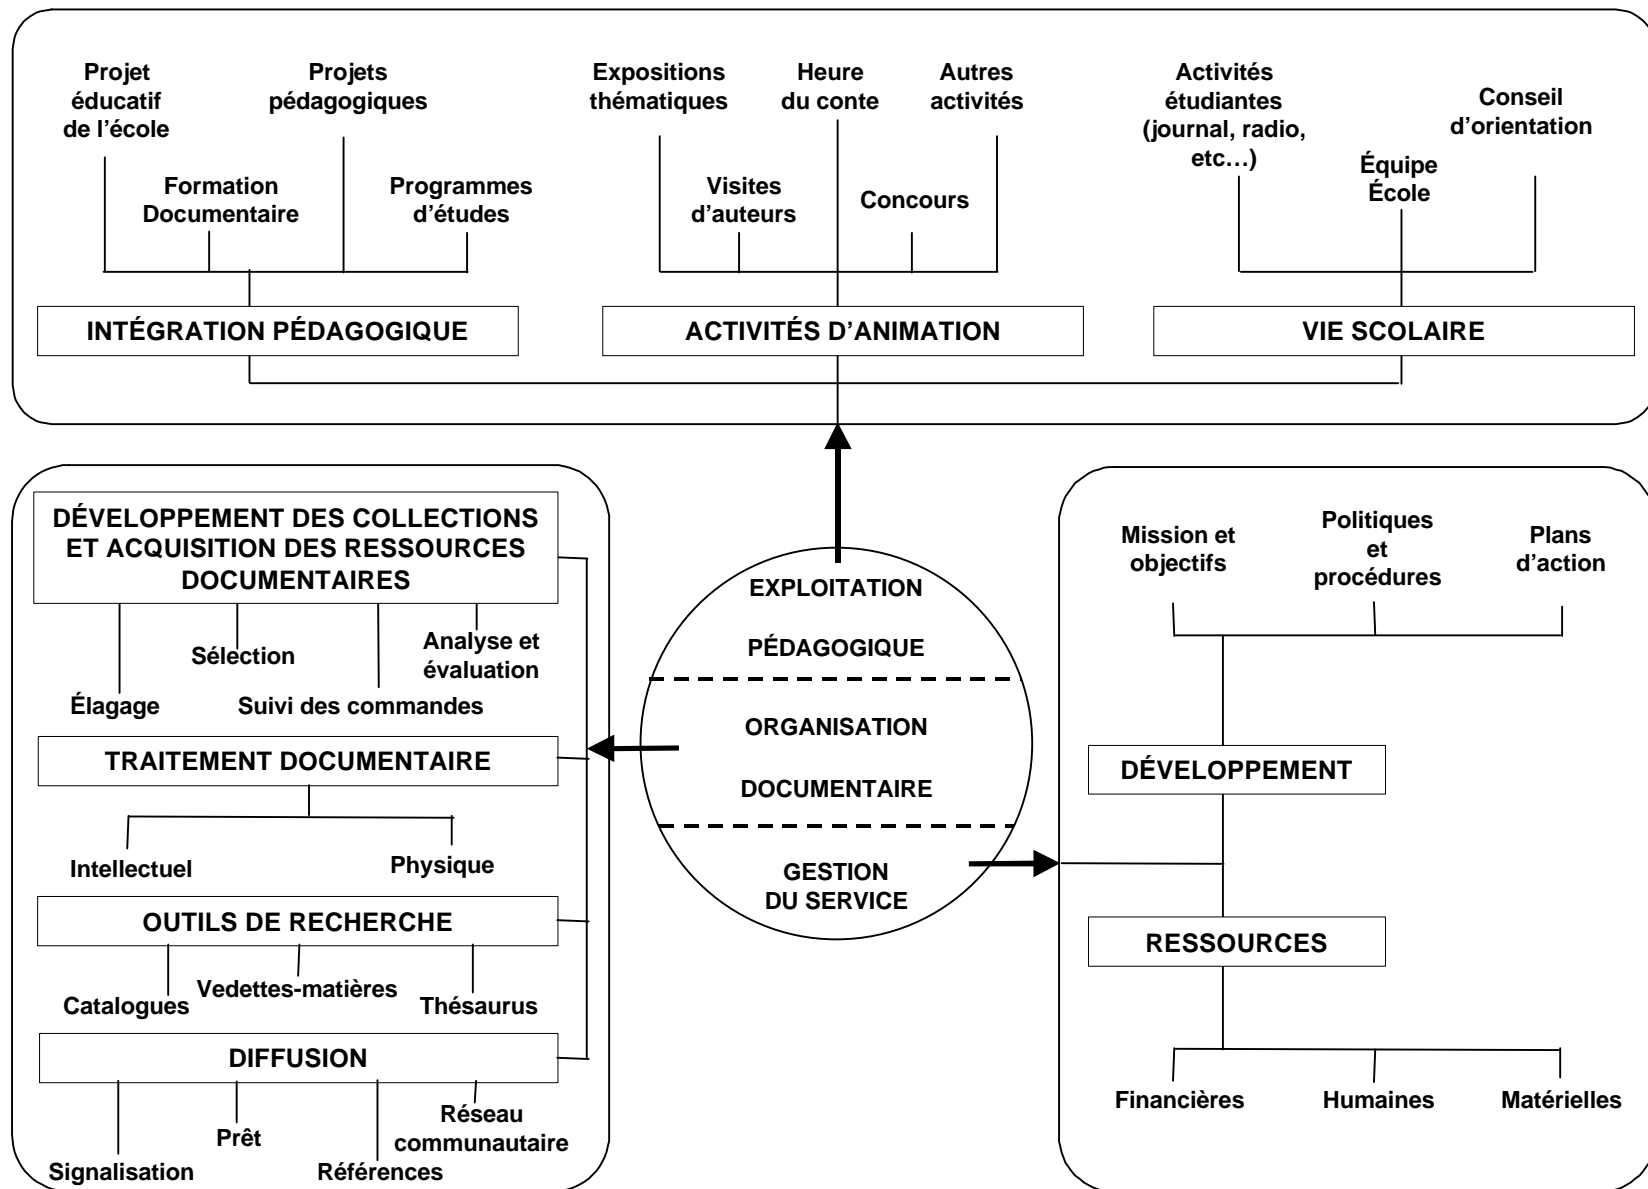 Projet
éducatif
de l’école
Projets
pédagogiques
Formation
Documentaire
Programmes
d’études
INTÉGRATION PÉDAGOGIQUE
Expositions
thématiques
Heure
du conte
Autres
activités
Visites
d’auteurs
Concours
ACTIVITÉS D’ANIMATION
Activités
étudiantes
(journal, radio,
etc…)
Équipe
École
Conseil
d’orientation
VIE SCOLAIRE
DÉVELOPPEMENT DES COLLECTIONS
ET ACQUISITION DES RESSOURCES
DOCUMENTAIRES
Élagage
Sélection
Suivi des commandes
Analyse et
évaluation
TRAITEMENT DOCUMENTAIRE
Intellectuel
Physique
OUTILS DE RECHERCHE
Catalogues
Vedettes-matières
Thésaurus
DIFFUSION
Signalisation
Prêt
Références
Réseau
communautaire
EXPLOITATION
PÉDAGOGIQUE
ORGANISATION
DOCUMENTAIRE
GESTION
DU SERVICE
Mission et
objectifs
Politiques
et
procédures
Plans
d’action
DÉVELOPPEMENT
RESSOURCES
Financières
Humaines
Matérielles